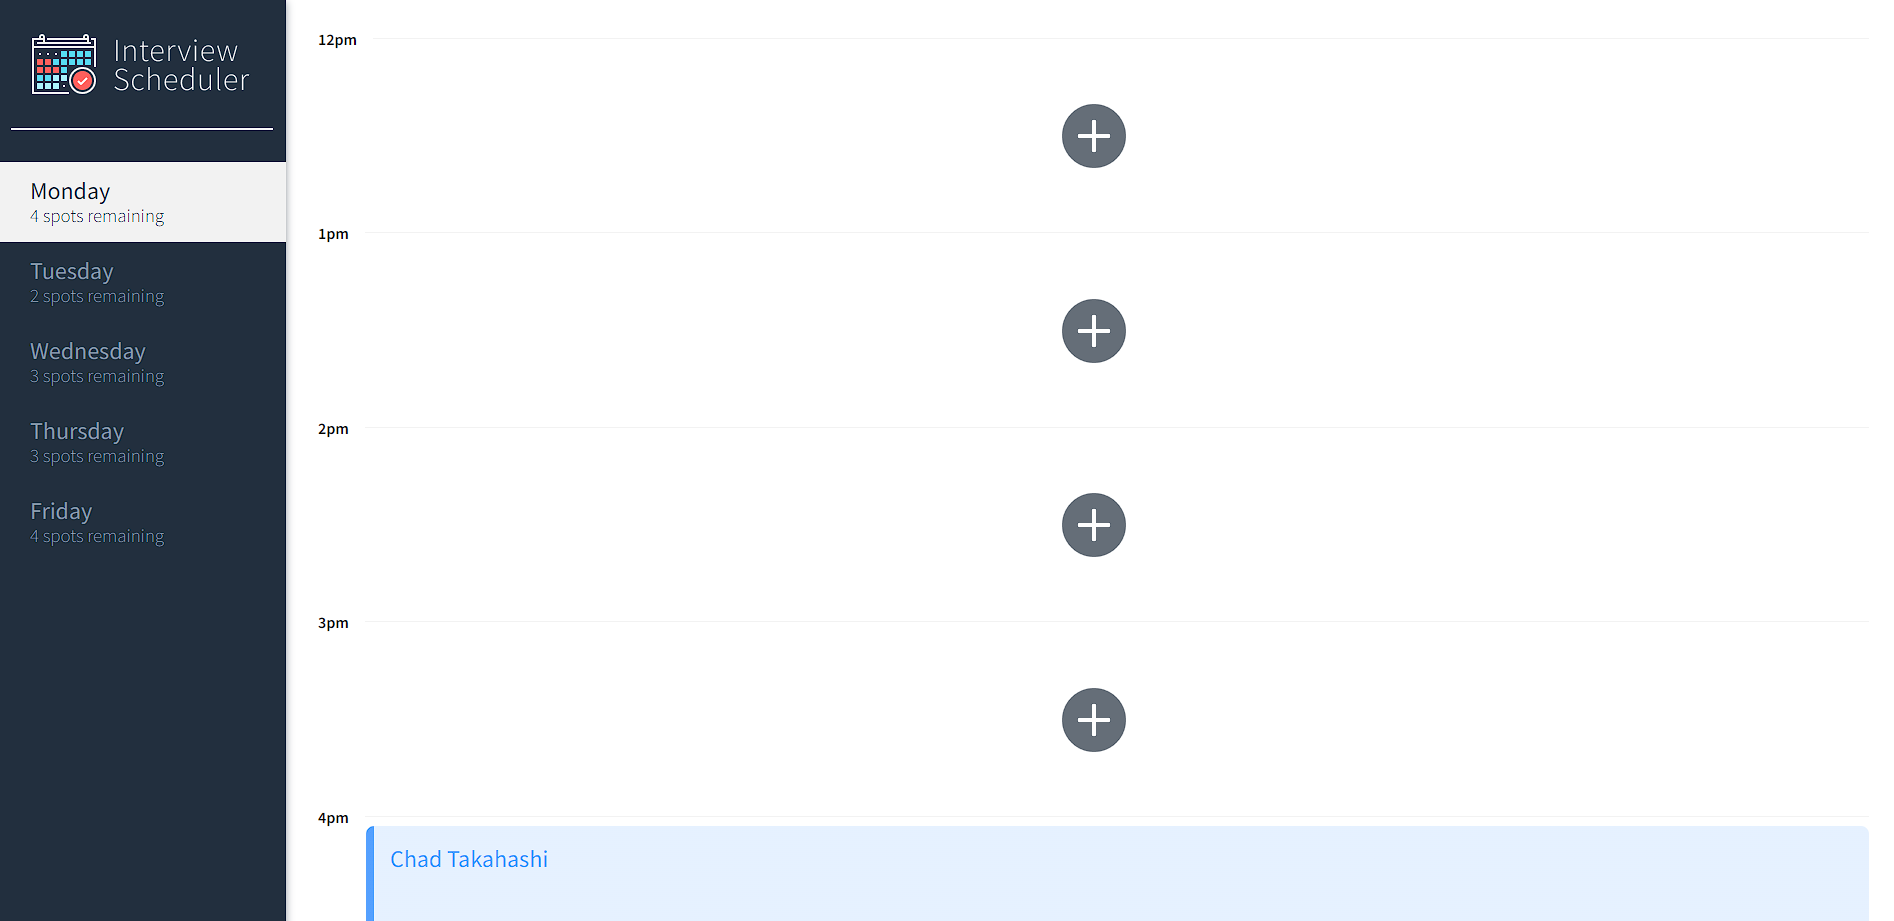 Interview
Scheduler
Monday
4 spots remaining
Tuesday
2 spots remaining
Wednesday
3 spots remaining
Thursday
3 spots remaining
Friday
4 spots remaining
12pm
1pm
2pm
3pm
4pm
Chad Takahashi